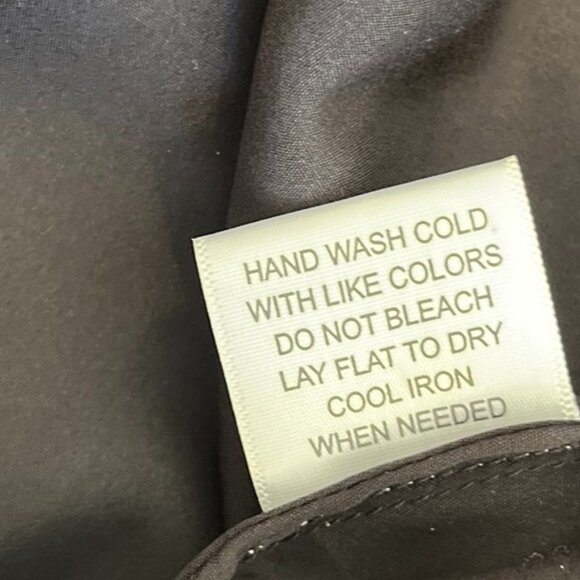 HAND WASH COLD
WITH LIKE COLORS
DO NOT BLEACH
LAY FLAT TO DRY
COOL IRON
WHEN NEEDED